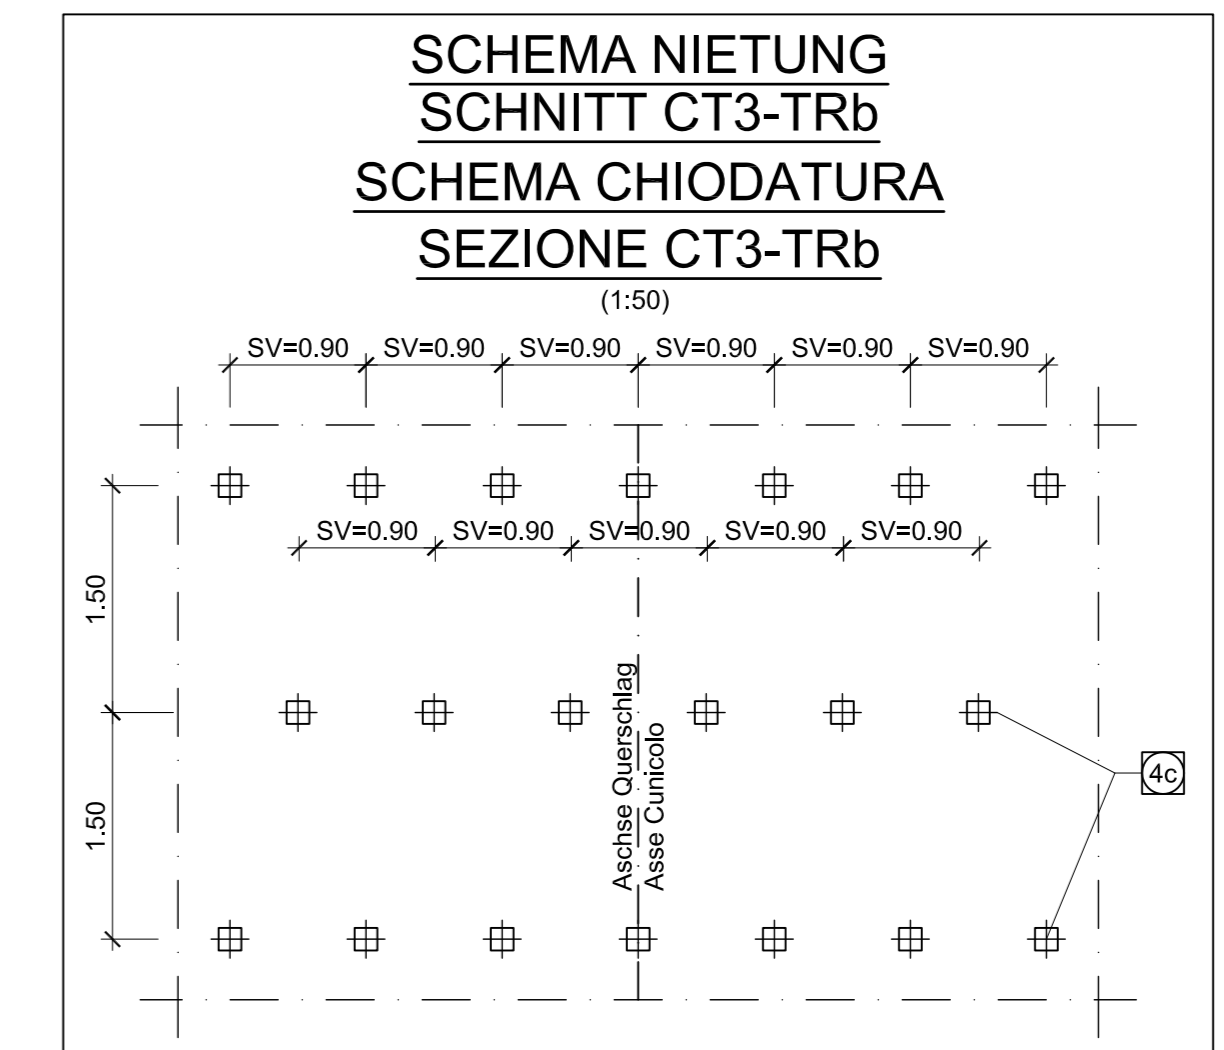 SCHEMA NIETUNG
SCHNITT CT3-TRb
SCHEMA CHIODATURA
SEZIONE CT3-TRb
(1:50)
SV=0.90 SV=0.90 SV=0.90 SV=0.90 SV=0.90 SV=0.90
SV=0.90 SV=0.90 SV=0.90 SV=0.90 SV=0.90
1.50
1.50
Aschse Querschlag
Asse Cunicolo
4c